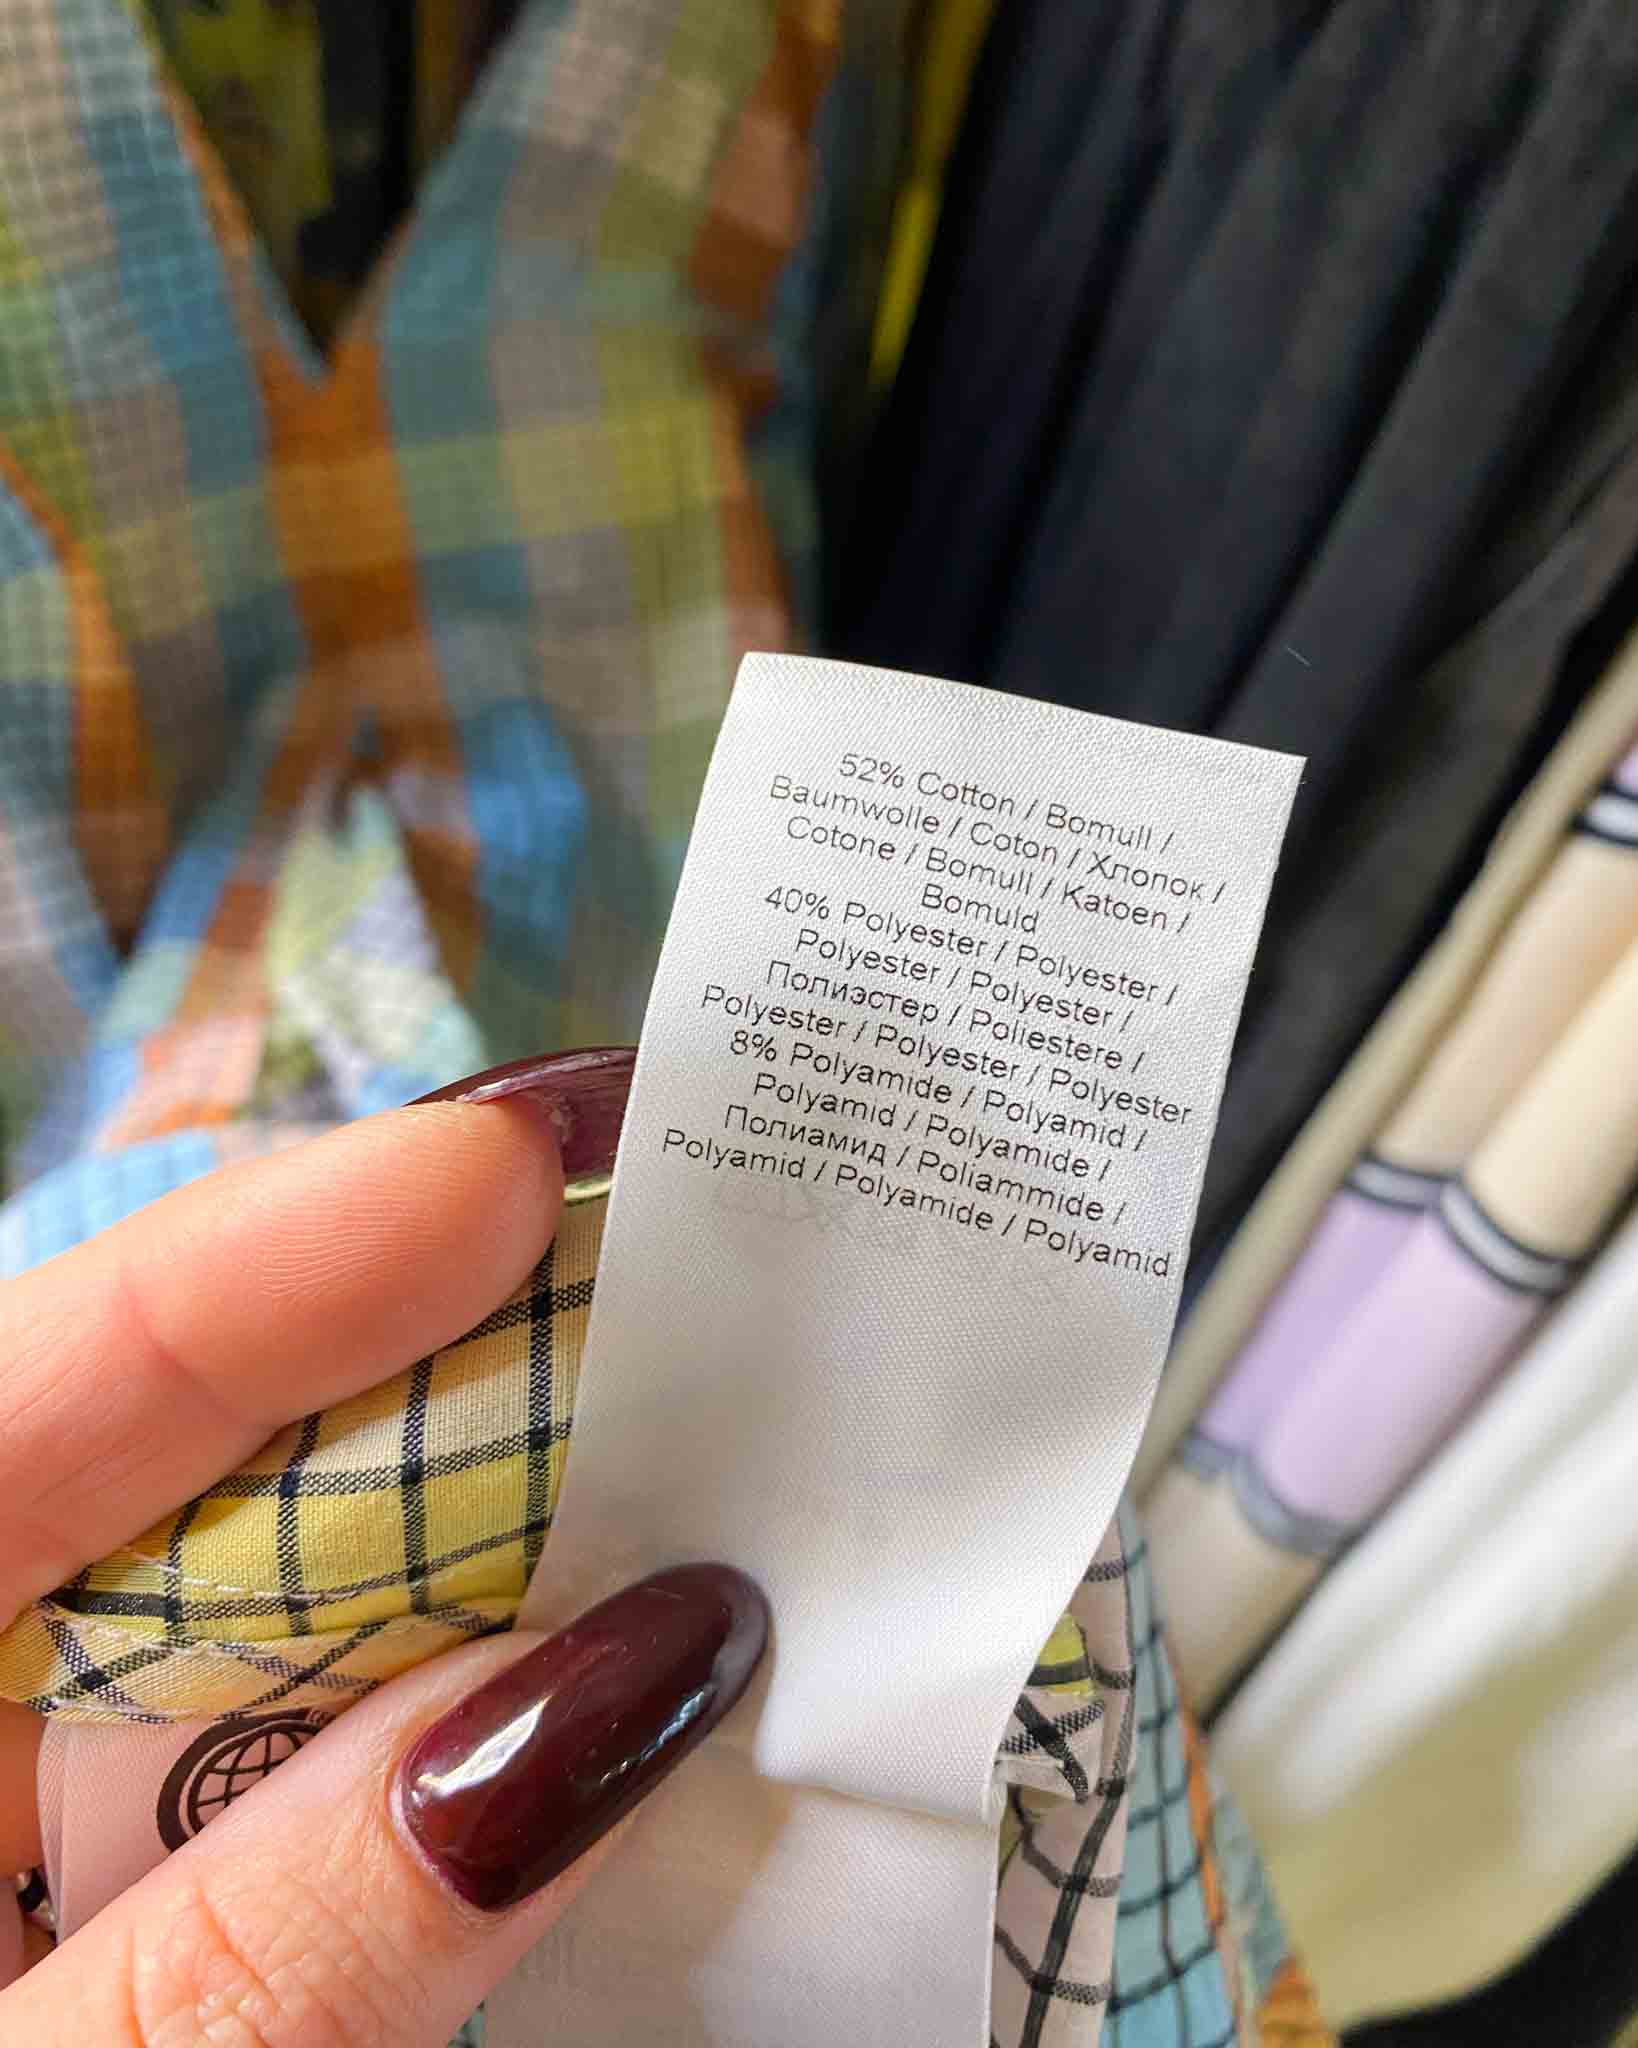 52% Cotton / Bomull /
Baumwolle / Coton / Хлопок /
Cotone / Bomull / Katoen /
Bomuld
40% Polyester / Polyester /
Polyester / Polyester /
Полиэстер / Poliestere /
Polyester / Polyester / Polyester
8% Polyamide / Polyamid /
Polyamid / Polyamide /
Полиамид / Poliammide /
Polyamid / Polyamide / Polyamid